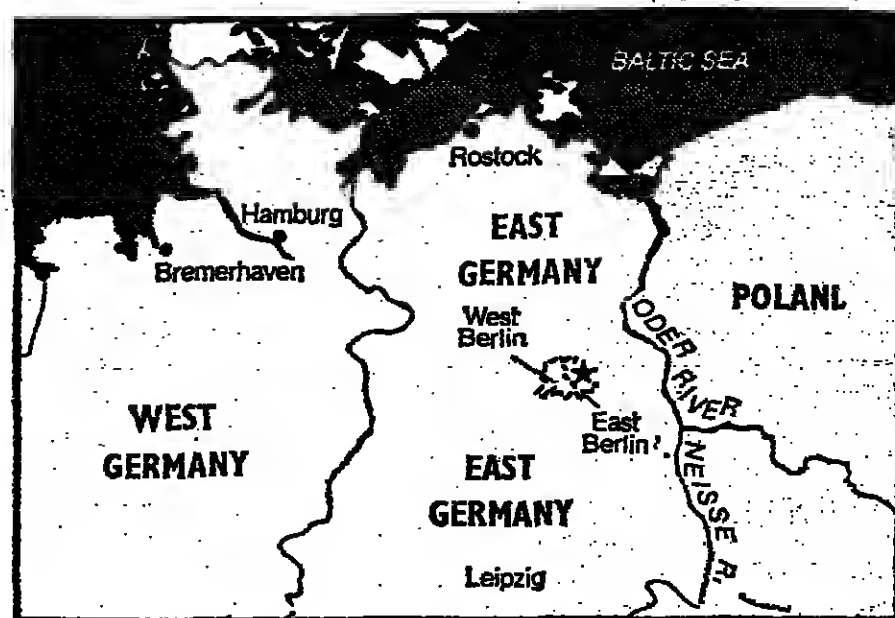 BALTIC SEA
Rostock
Hamburg
Bremerhaven
EAST
GERMANY
POLANL
West
Berlin
ODER RIVER
WEST
GERMANY
East
Berlin
EAST
GERMANY
NEISSE R.
Leipzig